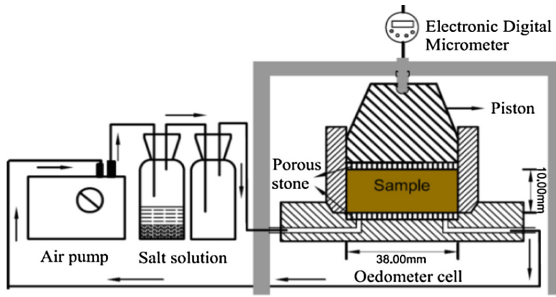 Electronic Digital
Micrometer
Piston
Porous
stone
Sample
10.00mm
38.00mm
Air pump
Salt solution
Oedometer cell